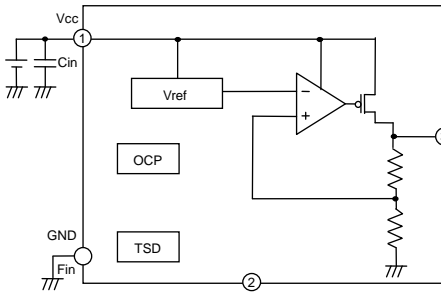 Vcc
1
Cin
Vref
−
+
OCP
GND
Fin
TSD
2